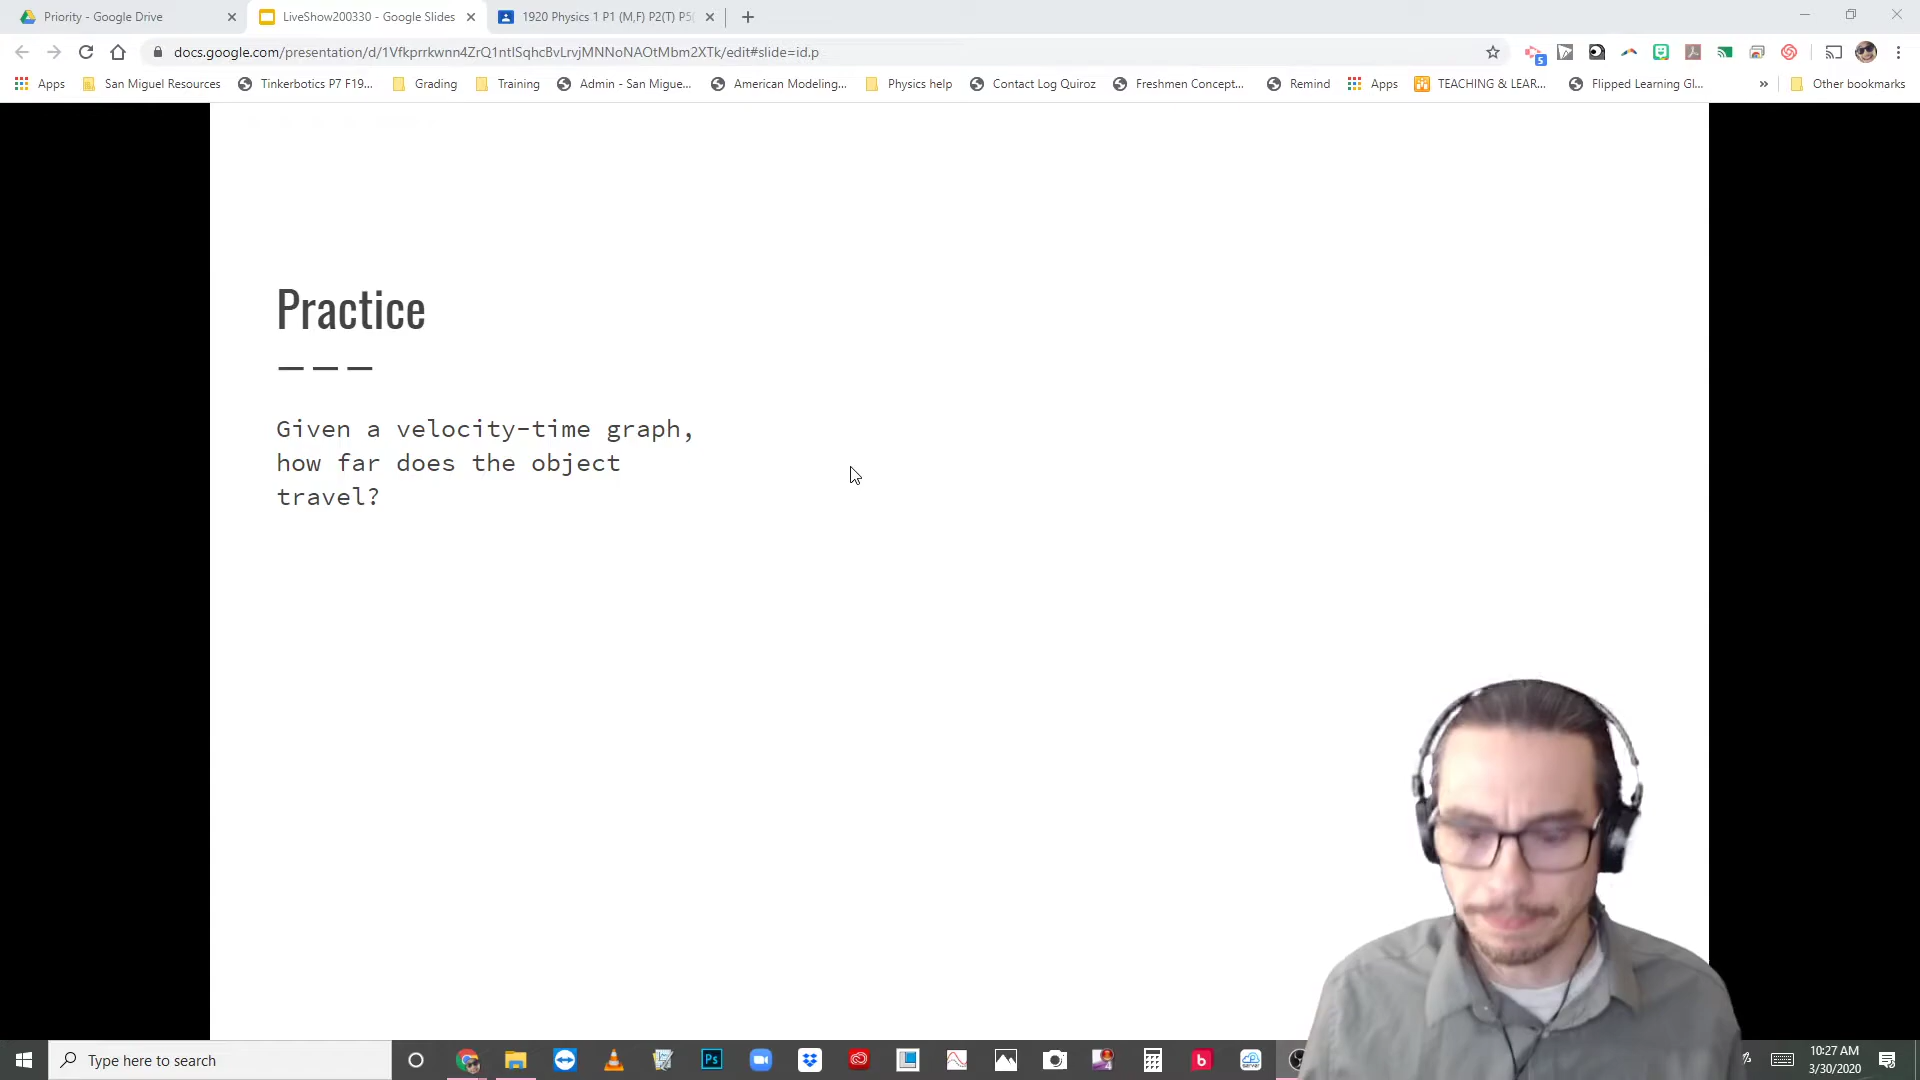 Priority - Google Drive
LiveShow200330 - Google Slides
1920 Physics 1 P1 (M,F) P2(T) P5(
docs.google.com/presentation/d/1Vfkprrkwnn4ZrQ1ntlSqhcBvLrvjMNNoNAOtMbm2XTk/edit#slide=id.p
5
Apps
San Miguel Resources
Tinkerbotics P7 F19...
Grading
Training
Admin - San Migue...
American Modeling...
Physics help
Contact Log Quiroz
Freshmen Concept...
Remind
Apps
TEACHING & LEAR...
Flipped Learning Gl...
»
Other bookmarks
Practice
Given a velocity-time graph,
how far does the object
travel?
Type here to search
Ps
b
10:27 AM
3/30/2020